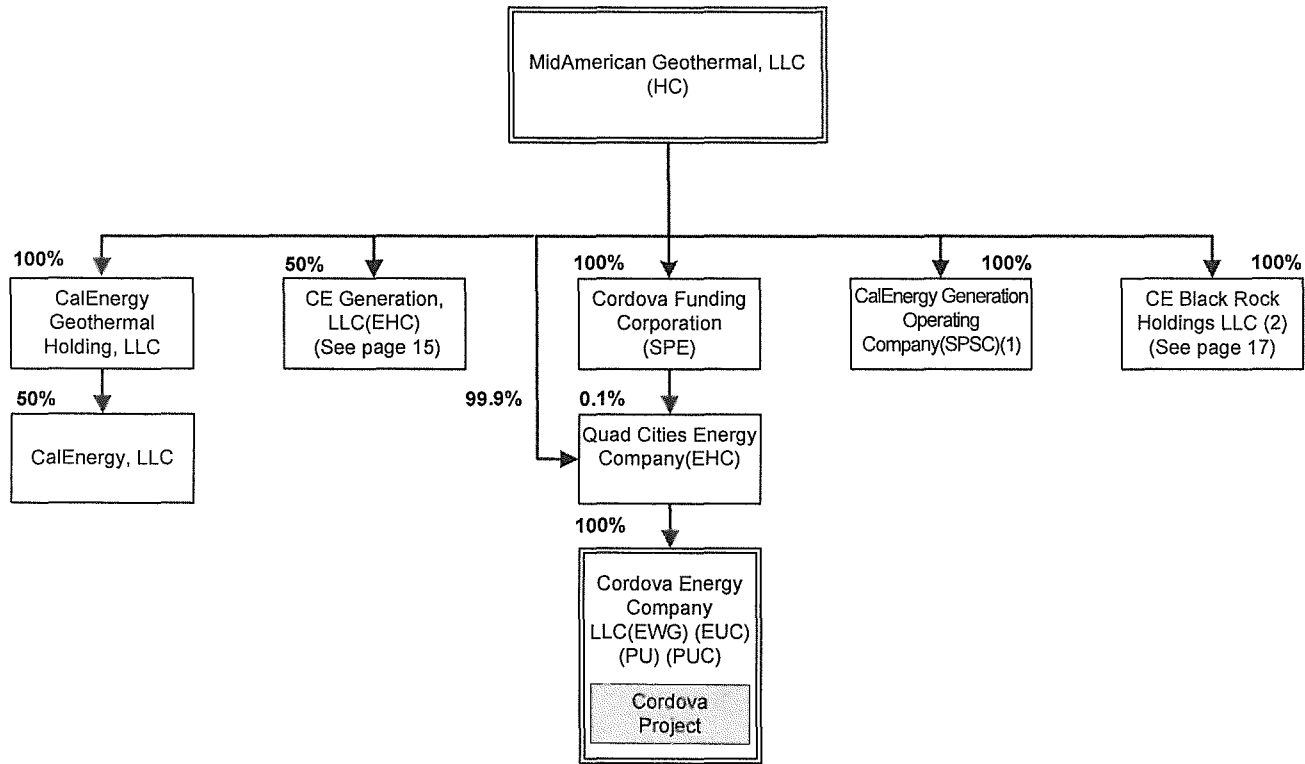 MidAmerican Geothermal, LLC
(HC)
100%
50%
100%
100%
100%
CalEnergy
Geothermal
Holding, LLC
CE Generation,
LLC(EHC)
(See page 15)
Cordova Funding
Corporation
(SPE)
CalEnergy Generation
Operating
Company(SPSC)(1)
CE Black Rock
Holdings LLC (2)
(See page 17)
50%
99.9%
0.1%
CalEnergy, LLC
Quad Cities Energy
Company(EHC)
100%
Cordova Energy
Company
LLC(EWG) (EUC)
(PU) (PUC)
Cordova
Project